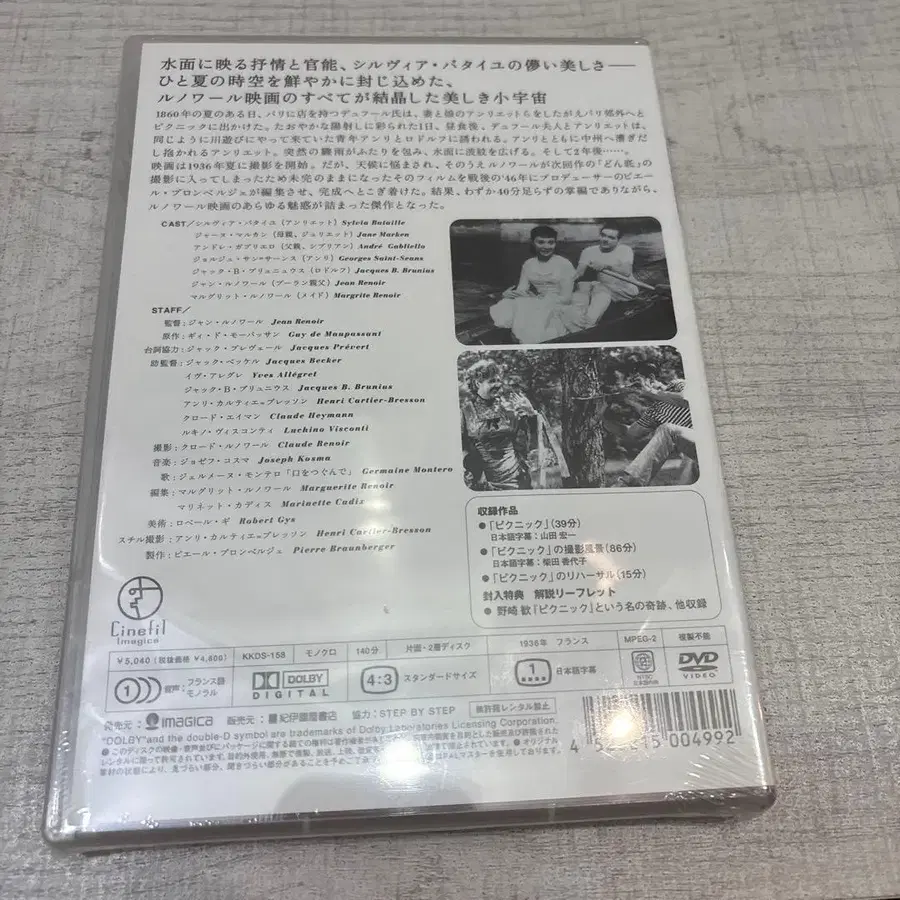 水面に映る抒情と官能、シルヴィア・バタイユの儚い美しさ――
ひと夏の時空を鮮やかに封じ込めた、
ルノワール映画のすべてが結晶した美しき小宇宙
1860年の夏のある日、パリに店を持つデュフール氏は、妻と娘のアンリエットらをしたがえパリ郊外へと
ピクニックに出かけた。たおやかな陽射しに彩られた1日、昼食後、デュフール夫人とアンリエットは、
同じように川遊びにやって来ていた青年アンリとロドルフに誘われる。アンリとともに中州へ漕ぎだ
し抱かれるアンリエット。突然の驟雨がふたりを包み、水面に波紋を広げる。そして2年後……。
映画は1936年夏に撮影を開始。だが、天候に悩まされ、そのうえルノワールが次回作の「どん底」の
撮影に入ってしまったため未完のままになったそのフィルムを戦後の'46年にプロデューサーのピエー
ル・ブロンベルジェが編集させ、完成へとこぎ着けた。結果、わずか40分足らずの掌編でありながら、
ルノワール映画のあらゆる魅惑が詰まった傑作となった。
CAST/シルヴィア・バタイユ(アンリエット) Sylvia Bataille
ジャーヌ・マルカン(母親、ジュリエット) Jane Marken
アンドレ・ガブリエロ(父親、シプリアン) André Gabliello
ジョルジュ・サン=サーンス(アンリ) Georges Saint-Seans
ジャック・B・ブリュニュウス(ロドルフ) Jacques B. Brunius
ジャン・ルノワール(プーラン親父) Jean Renoir
マルグリット・ルノワール(メイド) Margrite Renoir
STAFF/
監督:ジャン・ルノワール Jean Renoir
原作:ギィ・ド・モーパッサン Guy de Maupassant
台詞協力:ジャック・プレヴェール Jacques Prévert
助監督:ジャック・ベッケル Jacques Becker
イヴ・アレグレ Yves Allégret
ジャック・B・ブリュニウス Jacques B. Brunius
アンリ・カルティエ=ブレッソン Henri Cartier-Bresson
クロード・エイマン Claude Heymann
ルキノ・ヴィスコンティ Luchino Visconti
撮影:クロード・ルノワール Claude Renoir
音楽:ジョゼフ・コスマ Joseph Kosma
歌:ジェルメーヌ・モンテロ「口をつぐんで」 Germaine Montero
編集:マルグリット・ルノワール Marguerite Renoir
マリネット・カディス Marinette Cadix
美術:ロベール・ギ Robert Gys
スチル撮影:アンリ・カルティエ=ブレッソン Henri Cartier-Bresson
製作:ピエール・ブロンベルジェ Pierre Braunberger
収録作品
●「ピクニック」(39分)
日本語字幕:山田 宏一
●「ピクニック」の撮影風景(86分)
日本語字幕:柴田 香代子
●「ピクニック」のリハーサル(15分)
封入特典 解説リーフレット
● 野崎 歓「ピクニック」という名の奇跡、他収録
Cinefil
Imagica
¥5,040(税抜価格 ¥4,800) KKDS-158 モノクロ 140分 片面・2層ディスク 1936年 フランス MPEG-2 複製不能
1 音声:フランス語 モノラル
DOLBY DIGITAL
4:3 スタンダードサイズ
1 日本語字幕
NTSC
DVD VIDEO
発売元: IMAGICA 販売元: 紀伊國屋書店 協力:STEP BY STEP 無許諾レンタル禁止
"DOLBY"and the double-D symbol are trademarks of Dolby Laboratories Licensing Corporation.
004992